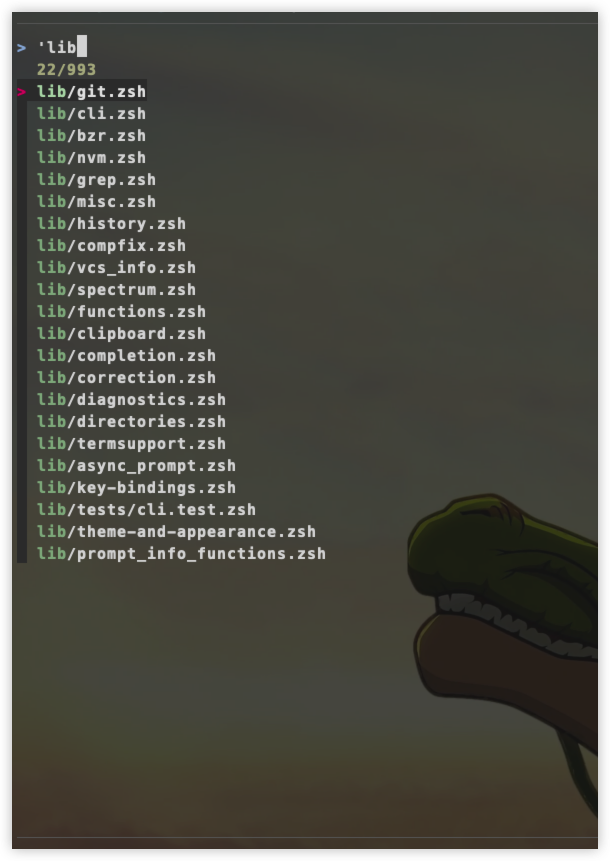 > 'lib
22/993
> lib/git.zsh
lib/cli.zsh
lib/bzr.zsh
lib/nvm.zsh
lib/grep.zsh
lib/misc.zsh
lib/history.zsh
lib/compfix.zsh
lib/vcs_info.zsh
lib/spectrum.zsh
lib/functions.zsh
lib/clipboard.zsh
lib/completion.zsh
lib/correction.zsh
lib/diagnostics.zsh
lib/directories.zsh
lib/termsupport.zsh
lib/async_prompt.zsh
lib/key-bindings.zsh
lib/tests/cli.test.zsh
lib/theme-and-appearance.zsh
lib/prompt_info_functions.zsh